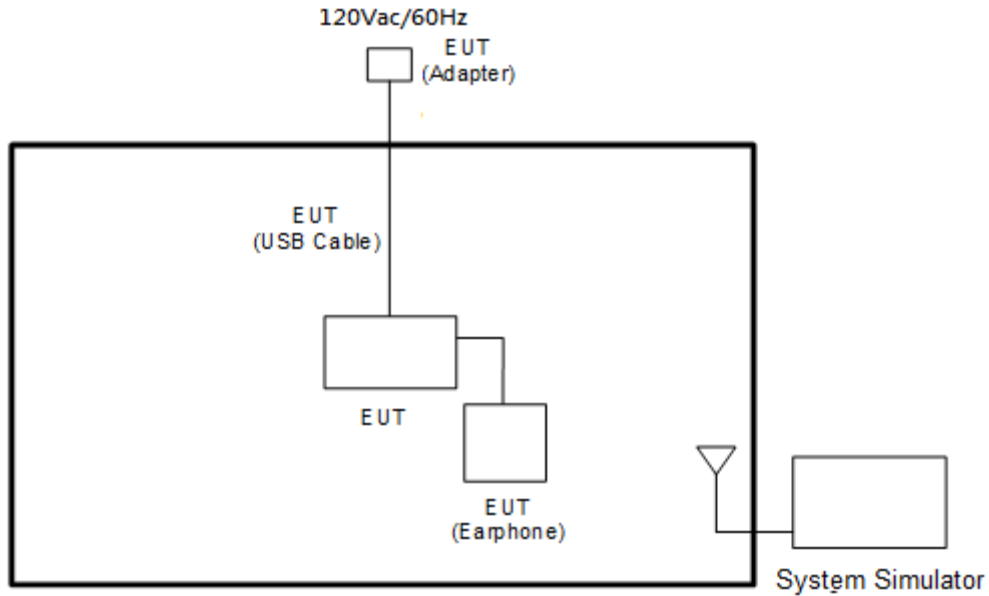 120Vac/60Hz
EUT
(Adapter)
EUT
(USB Cable)
EUT
EUT
(Earphone)
System Simulator